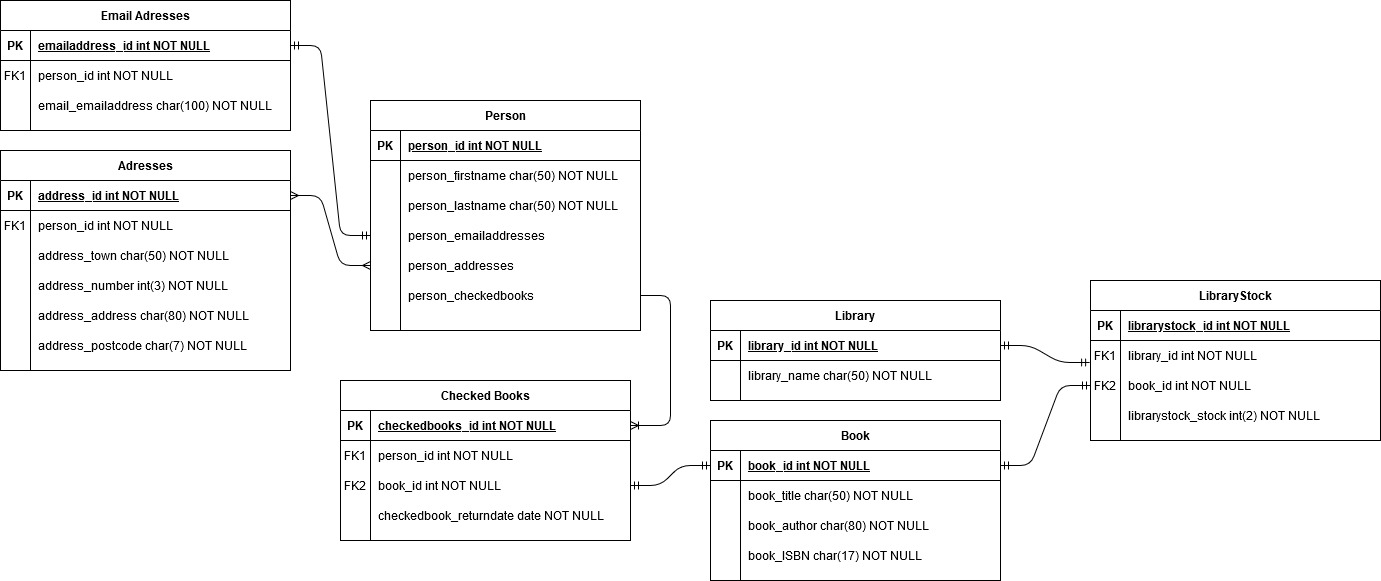 Email Adresses
PK emailaddress_id int NOT NULL
FK1 person_id int NOT NULL
email_emailaddress char(100) NOT NULL
Adresses
PK address_id int NOT NULL
FK1 person_id int NOT NULL
address_town char(50) NOT NULL
address_number int(3) NOT NULL
address_address char(80) NOT NULL
address_postcode char(7) NOT NULL
Person
PK person_id int NOT NULL
person_firstname char(50) NOT NULL
person_lastname char(50) NOT NULL
person_emailaddresses
person_addresses
person_checkedbooks
Checked Books
PK checkedbooks_id int NOT NULL
FK1 person_id int NOT NULL
FK2 book_id int NOT NULL
checkedbook_returndate date NOT NULL
Library
PK library_id int NOT NULL
library_name char(50) NOT NULL
Book
PK book_id int NOT NULL
book_title char(50) NOT NULL
book_author char(80) NOT NULL
book_ISBN char(17) NOT NULL
LibraryStock
PK librarystock_id int NOT NULL
FK1 library_id int NOT NULL
FK2 book_id int NOT NULL
librarystock_stock int(2) NOT NULL